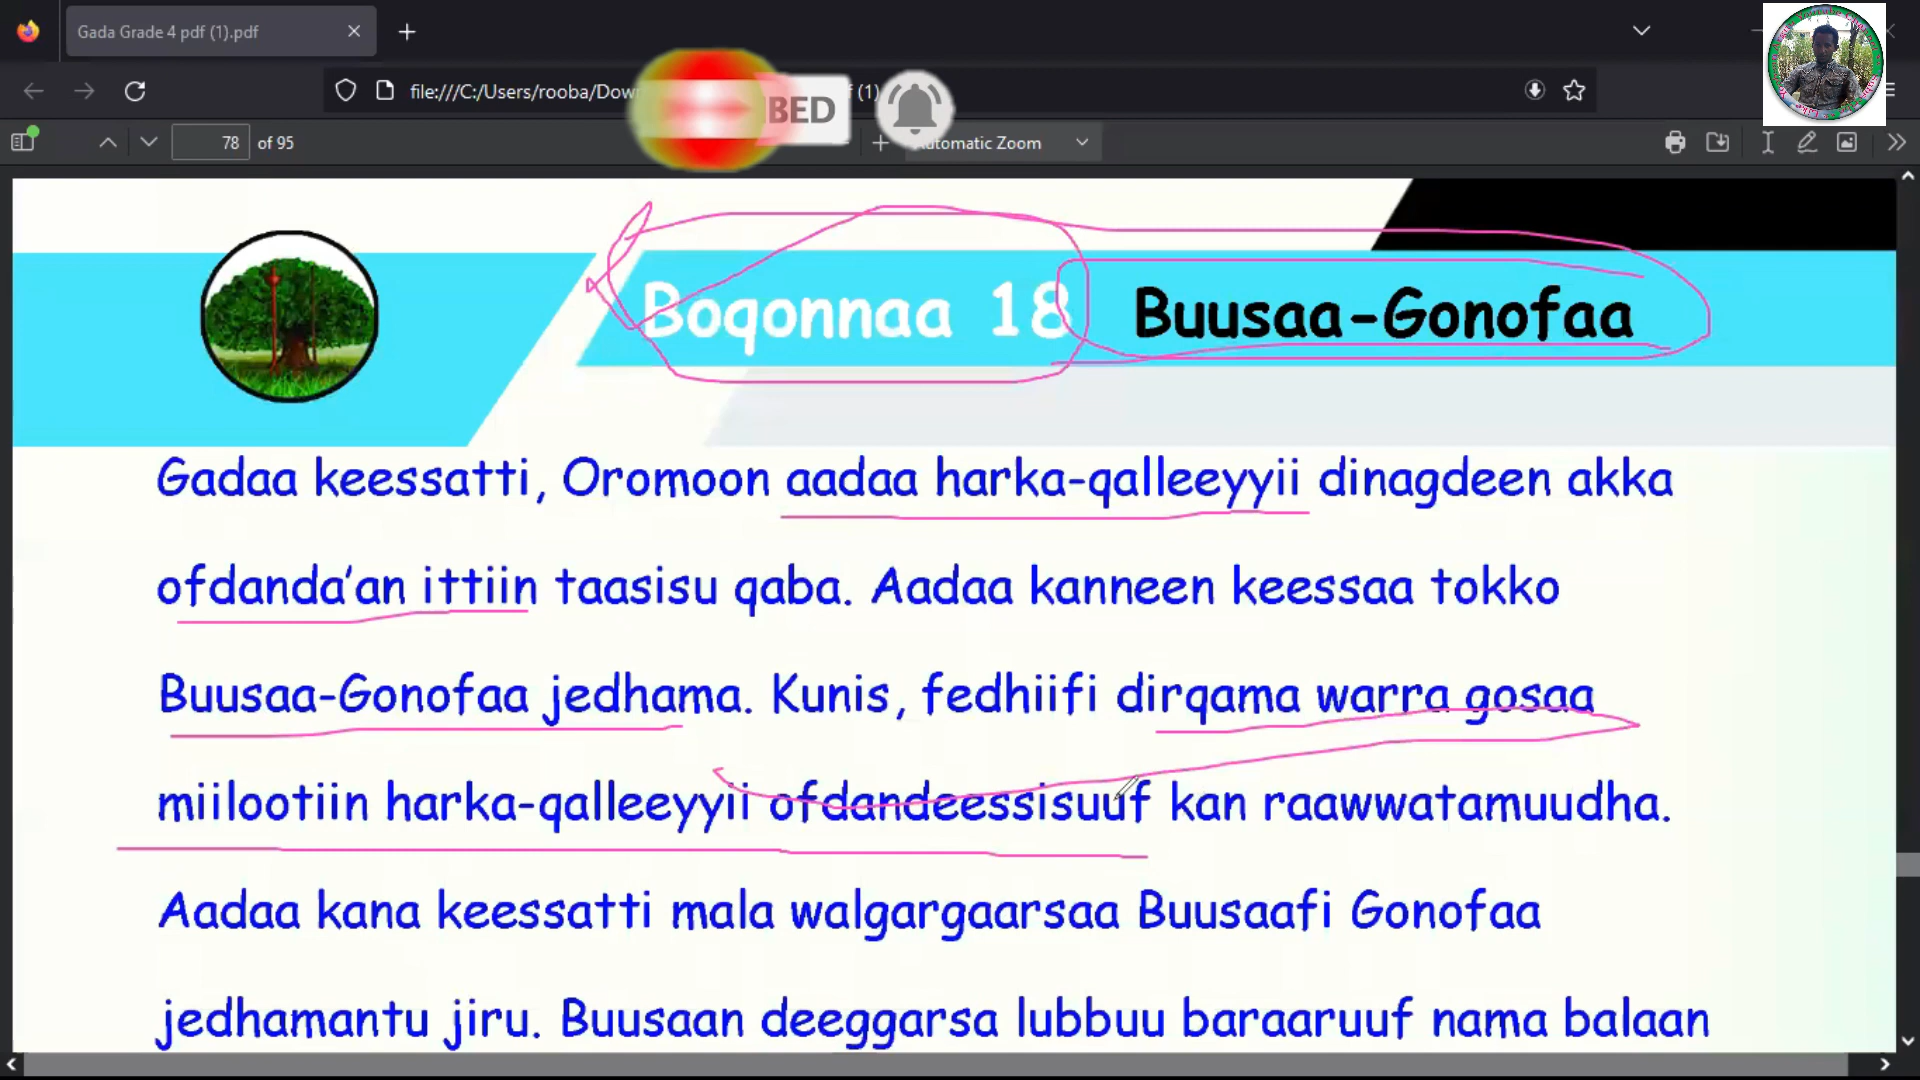 Gada Grade 4 pdf (1).pdf
file:///C:/Users/rooba/Dow
(1)
BED
78 of 95
utomatic Zoom
Boqonnaa 18 Buusaa-Gonofaa
Gadaa keessatti, Oromoon aadaa harka-qalleeyyii dinagdeen akka
ofdanda’an ittiin taasisu qaba. Aadaa kanneen keessaa tokko
Buusaa-Gonofaa jedhama. Kunis, fedhiifi dirqama warra gosaa
miilootiin harka-qalleeyyii ofdandeessisuuf kan raawwatamuudha.
Aadaa kana keessatti mala walgargaarsaa Buusaafi Gonofaa
jedhamantu jiru. Buusaan deeggarsa lubbuu baraaruuf nama balaan